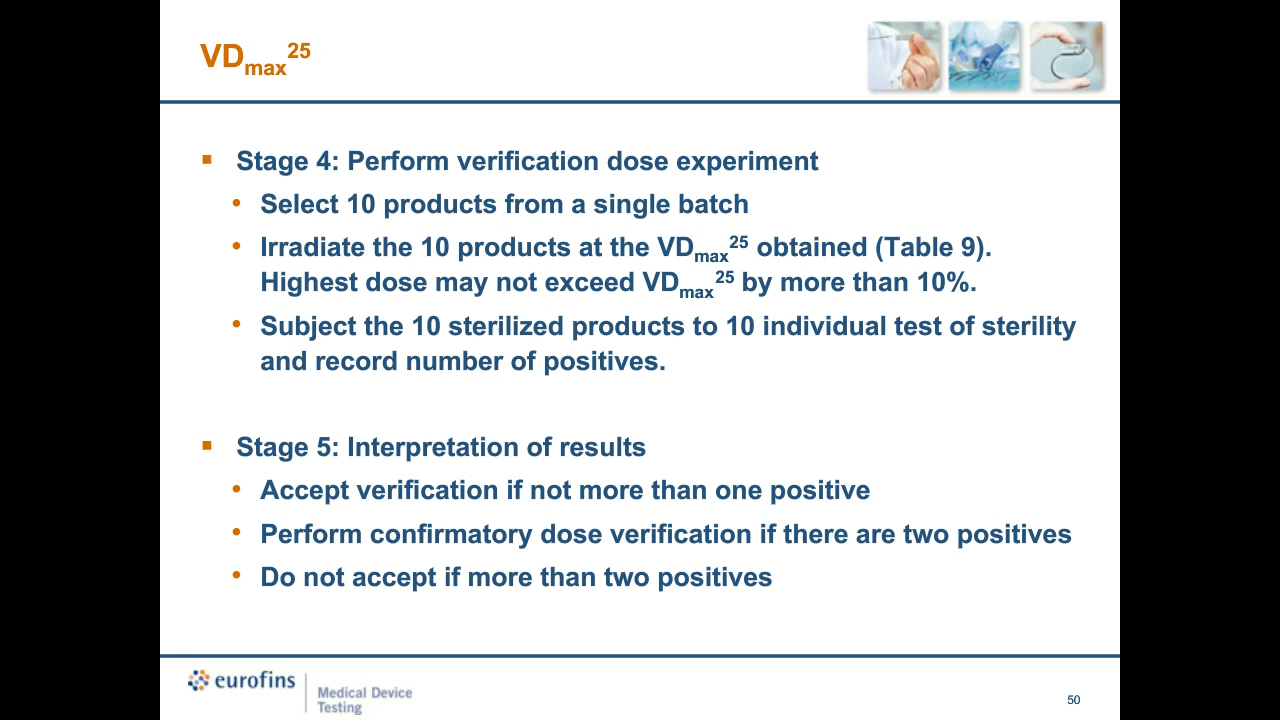 VDmax25
▪ Stage 4: Perform verification dose experiment
• Select 10 products from a single batch
• Irradiate the 10 products at the VDmax25 obtained (Table 9).
Highest dose may not exceed VDmax25 by more than 10%.
• Subject the 10 sterilized products to 10 individual test of sterility
and record number of positives.
▪ Stage 5: Interpretation of results
• Accept verification if not more than one positive
• Perform confirmatory dose verification if there are two positives
• Do not accept if more than two positives
eurofins
Medical Device
Testing
50